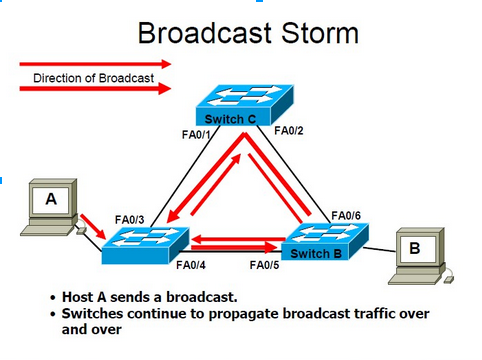 Broadcast Storm
Direction of Broadcast
Switch C
FA0/1
FA0/2
A
FA0/3
FA0/6
B
Switch B
FA0/4
FA0/5
• Host A sends a broadcast.
• Switches continue to propagate broadcast traffic over
and over